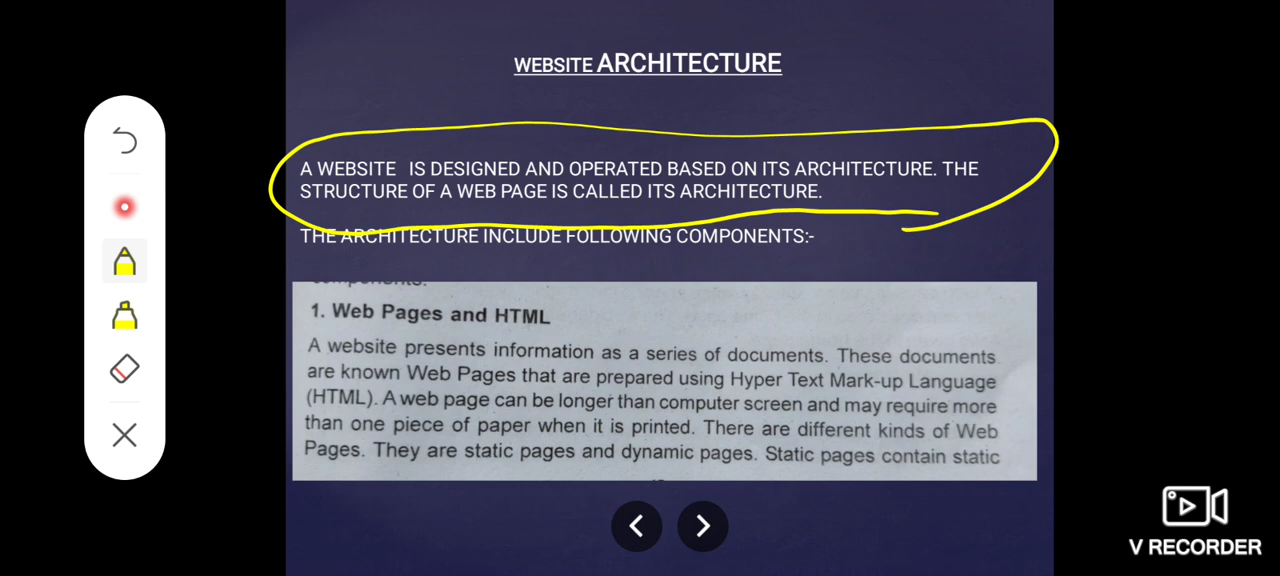 WEBSITE ARCHITECTURE
A WEBSITE IS DESIGNED AND OPERATED BASED ON ITS ARCHITECTURE. THE
STRUCTURE OF A WEB PAGE IS CALLED ITS ARCHITECTURE.
THE ARCHITECTURE INCLUDE FOLLOWING COMPONENTS:-
components.
1. Web Pages and HTML
A website presents information as a series of documents. These documents
are known Web Pages that are prepared using Hyper Text Mark-up Language
(HTML). A web page can be longer than computer screen and may require more
than one piece of paper when it is printed. There are different kinds of Web
Pages. They are static pages and dynamic pages. Static pages contain static
V RECORDER